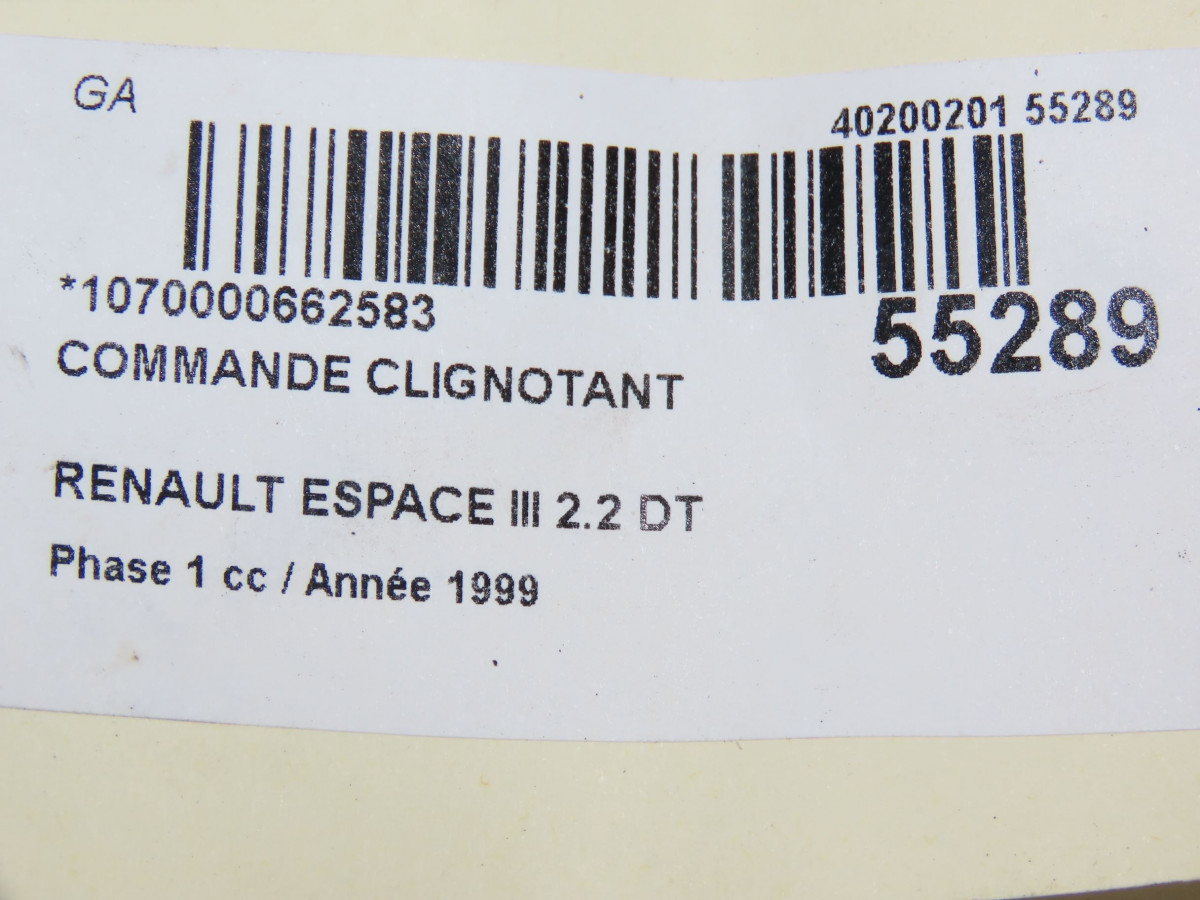 GA
40200201 55289
*1070000662583
55289
COMMANDE CLIGNOTANT
RENAULT ESPACE III 2.2 DT
Phase 1 cc / Année 1999